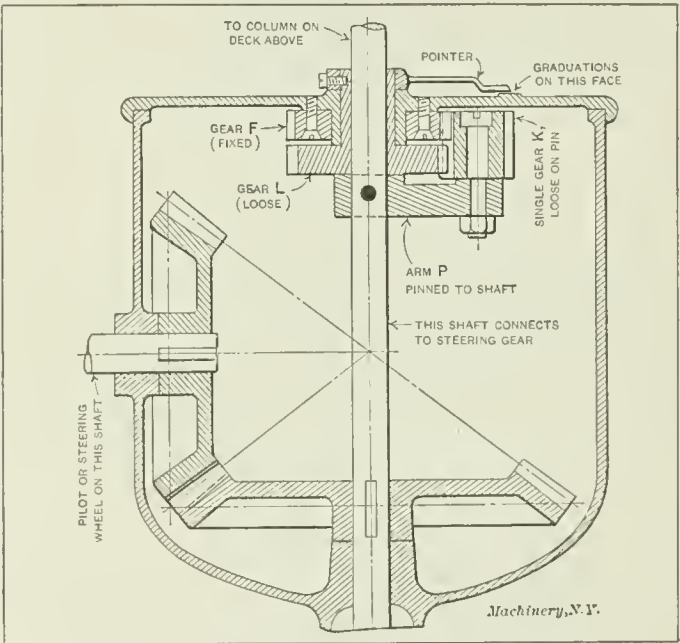 TO COLUMN ON
DECK ABOVE
POINTER
GRADUATIONS
ON THIS FACE
GEAR F
(FIXED)
GEAR L
(LOOSE)
SINGLE GEAR K,
LOOSE ON PIN
ARM P
PINNED TO SHAFT
THIS SHAFT CONNECTS
TO STEERING GEAR
PILOT OR STEERING
WHEEL ON THIS SHAFT
Machinery, N.Y.